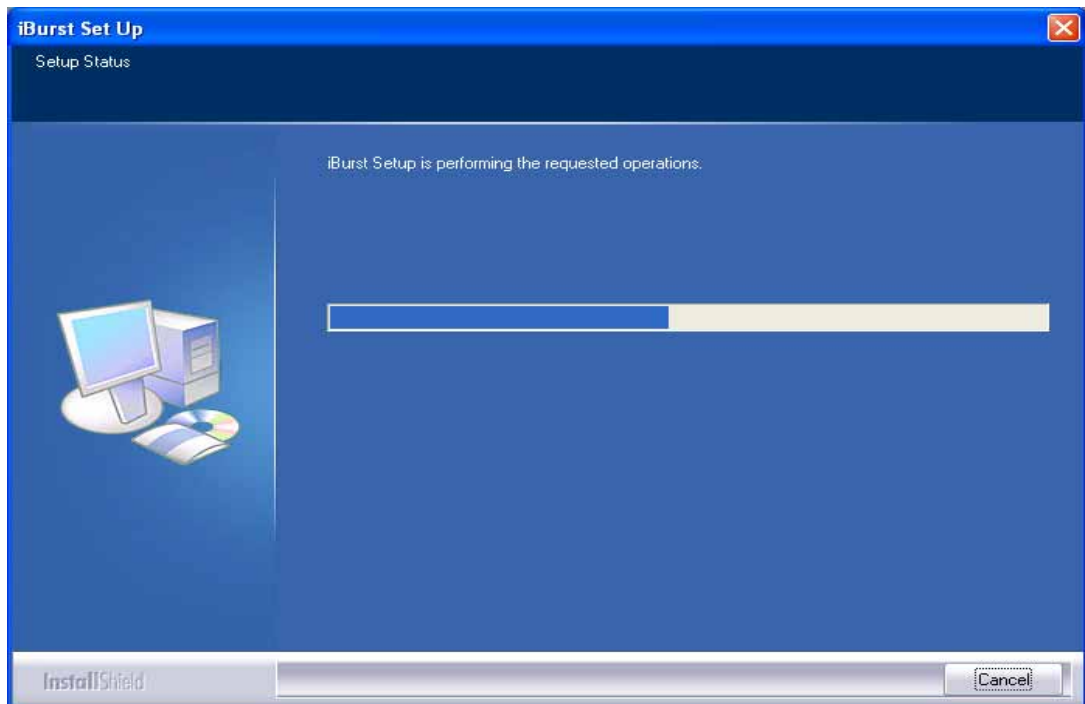 iBurst Set Up
Setup Status
iBurst Setup is performing the requested operations.
InstallShield
Cancel